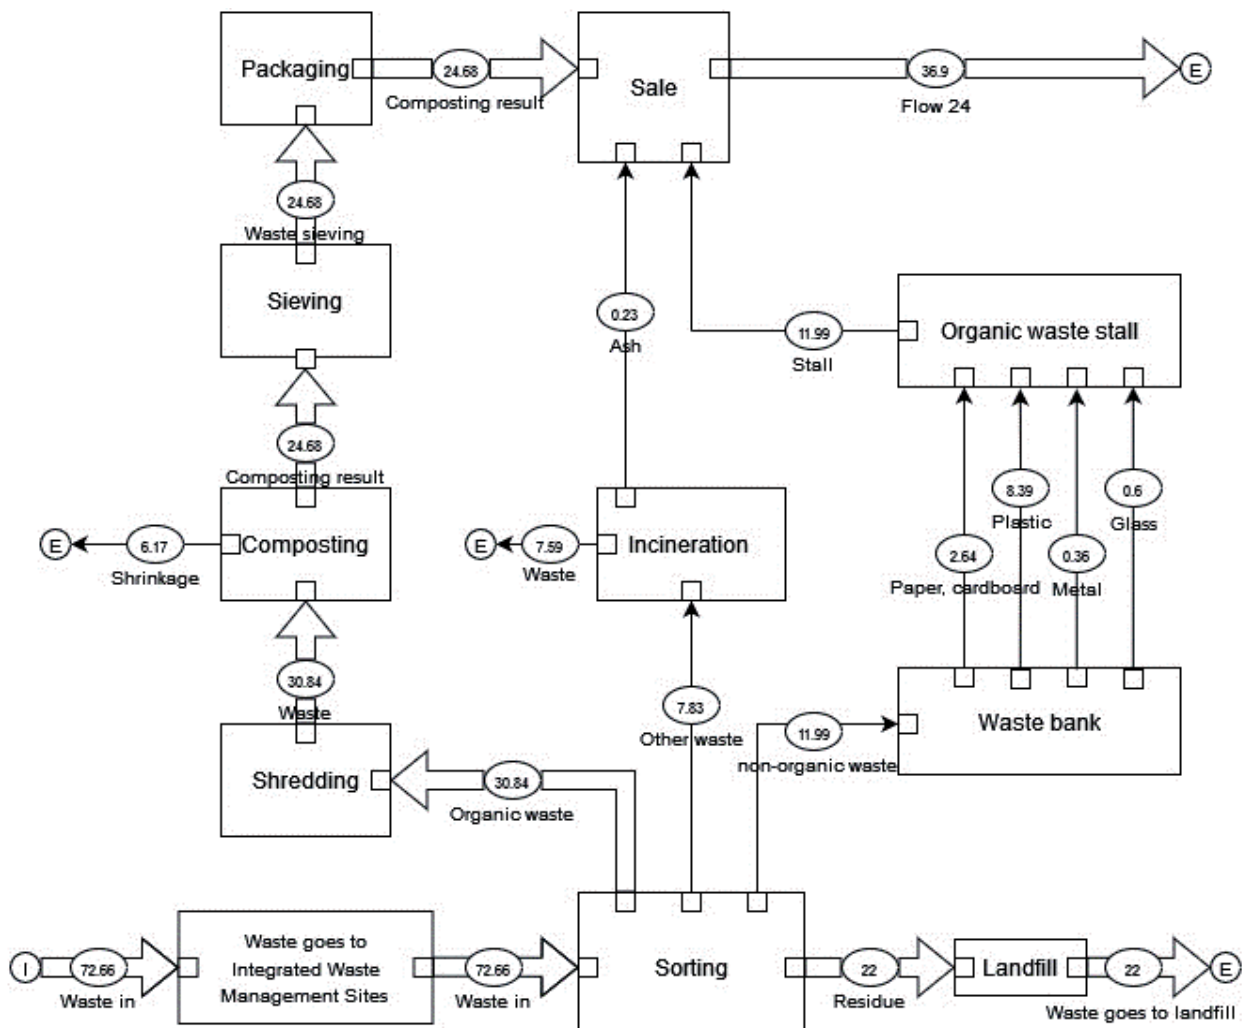 Packaging
24.68
Composting result
Sale
36.9
Flow 24
E
24.68
Waste sieving
Sieving
0.23
Ash
11.99
Stall
Organic waste stall
24.68
Composting result
E
6.17
Shrinkage
Composting
E
7.59
Waste
Incineration
2.64
Paper, cardboard
8.39
Plastic
0.36
Metal
0.6
Glass
30.84
Waste
7.83
Other waste
11.99
non-organic waste
Waste bank
Shredding
30.84
Organic waste
I
72.66
Waste in
Waste goes to
Integrated Waste
Management Sites
72.66
Waste in
Sorting
22
Residue
Landfill
22
Waste goes to landfill
E